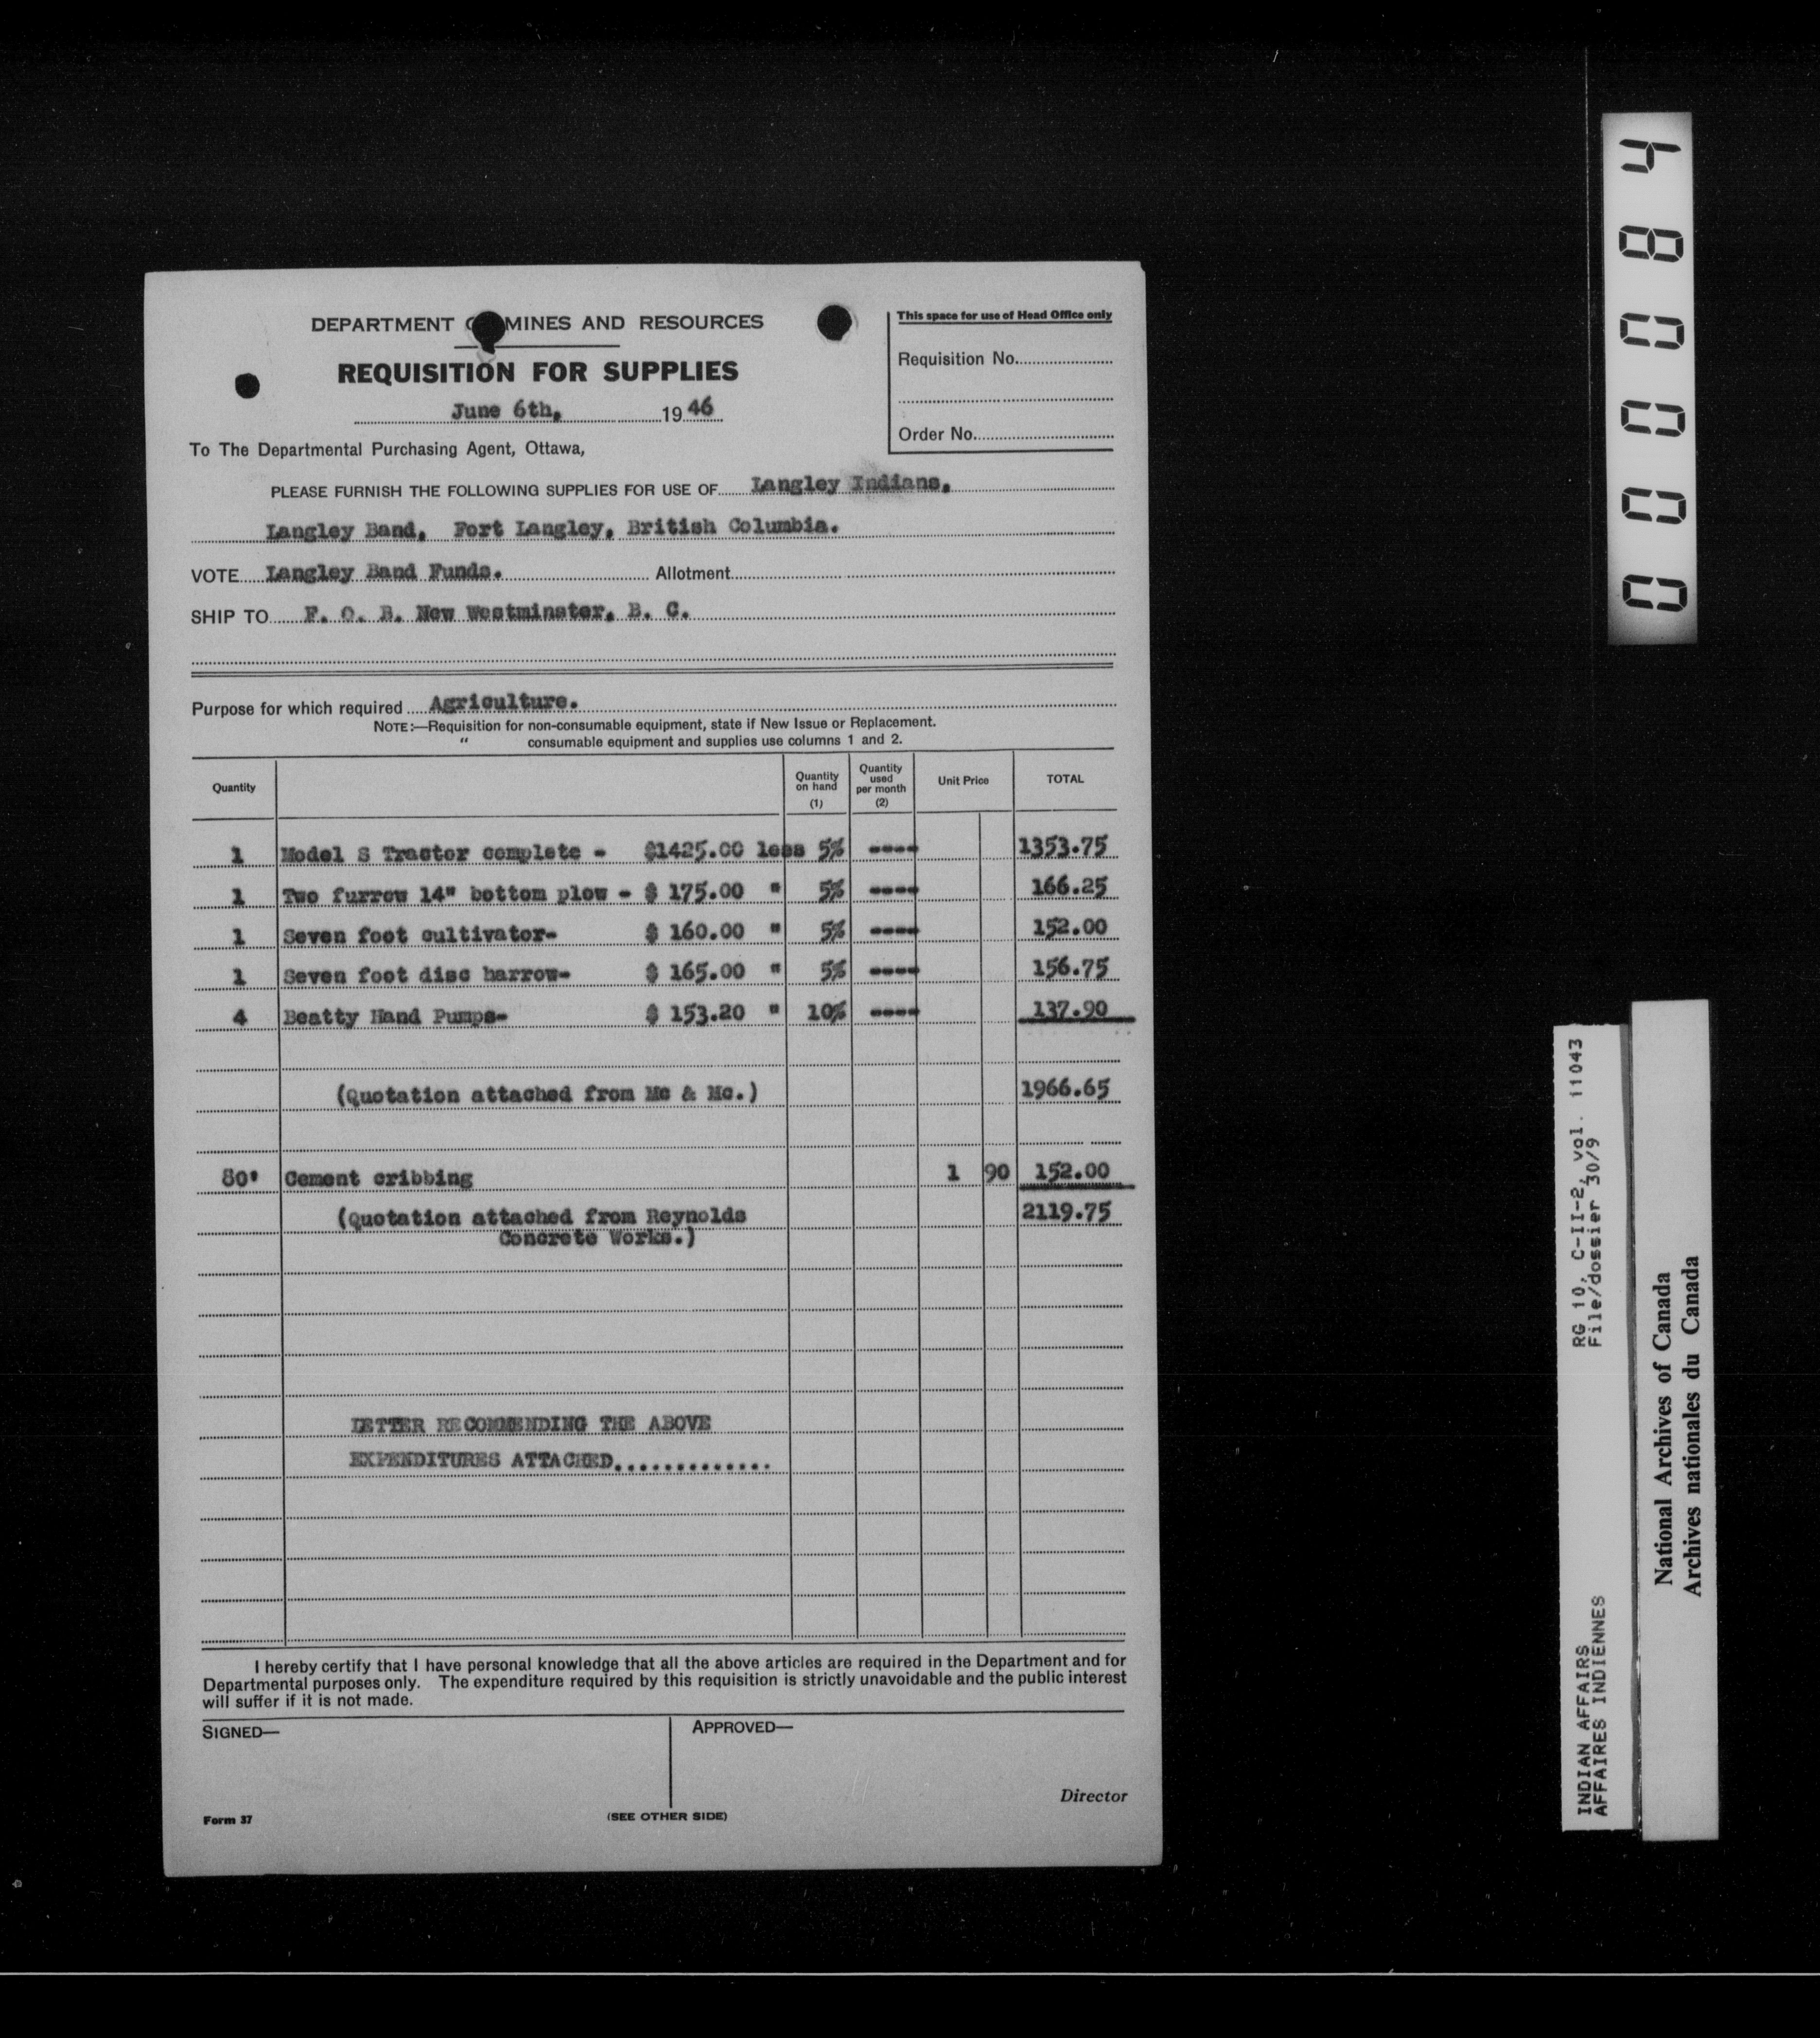 DEPARTMENT MINES AND RESOURCES
REQUISITION FOR SUPPLIES
June 6th, 19 46
This space for use of Head Office only
Requisition No.
Order No.
To The Departmental Purchasing Agent, Ottawa,
PLEASE FURNISH THE FOLLOWING SUPPLIES FOR USE OF Langley Indians,
Langley Band, Fort Langley, British Columbia.
VOTE Langley Band Funds. Allotment
SHIP TO F. O. B. New Westminster, B. C.
Purpose for which required Agriculture.
NOTE:—Requisition for non-consumable equipment, state if New Issue or Replacement.
" consumable equipment and supplies use columns 1 and 2.
Quantity Quantity on hand (1) Quantity used per month (2) Unit Price TOTAL
1 Model S Tractor complete - $1425.00 less 5% ---- 1353.75
1 Two furrow 14" bottom plow - $ 175.00 " 5% ---- 166.25
1 Seven foot cultivator- $ 160.00 " 5% ---- 152.00
1 Seven foot disc harrow- $ 165.00 " 5% ---- 156.75
4 Beatty Hand Pumps- $ 153.20 " 10% ---- 137.90
(Quotation attached from Mc & Mc.) 1966.65
80' Cement cribbing 1 90 152.00
(Quotation attached from Reynolds 2119.75
Concrete Works.)
LETTER RECOMMENDING THE ABOVE
EXPENDITURES ATTACHED.............
I hereby certify that I have personal knowledge that all the above articles are required in the Department and for
Departmental purposes only. The expenditure required by this requisition is strictly unavoidable and the public interest
will suffer if it is not made.
SIGNED— APPROVED—
Director
Form 37 (SEE OTHER SIDE)
000084
RG 10, C-II-2, vol. 11043
File/dossier 30/9
INDIAN AFFAIRS
AFFAIRES INDIENNES
National Archives of Canada
Archives nationales du Canada